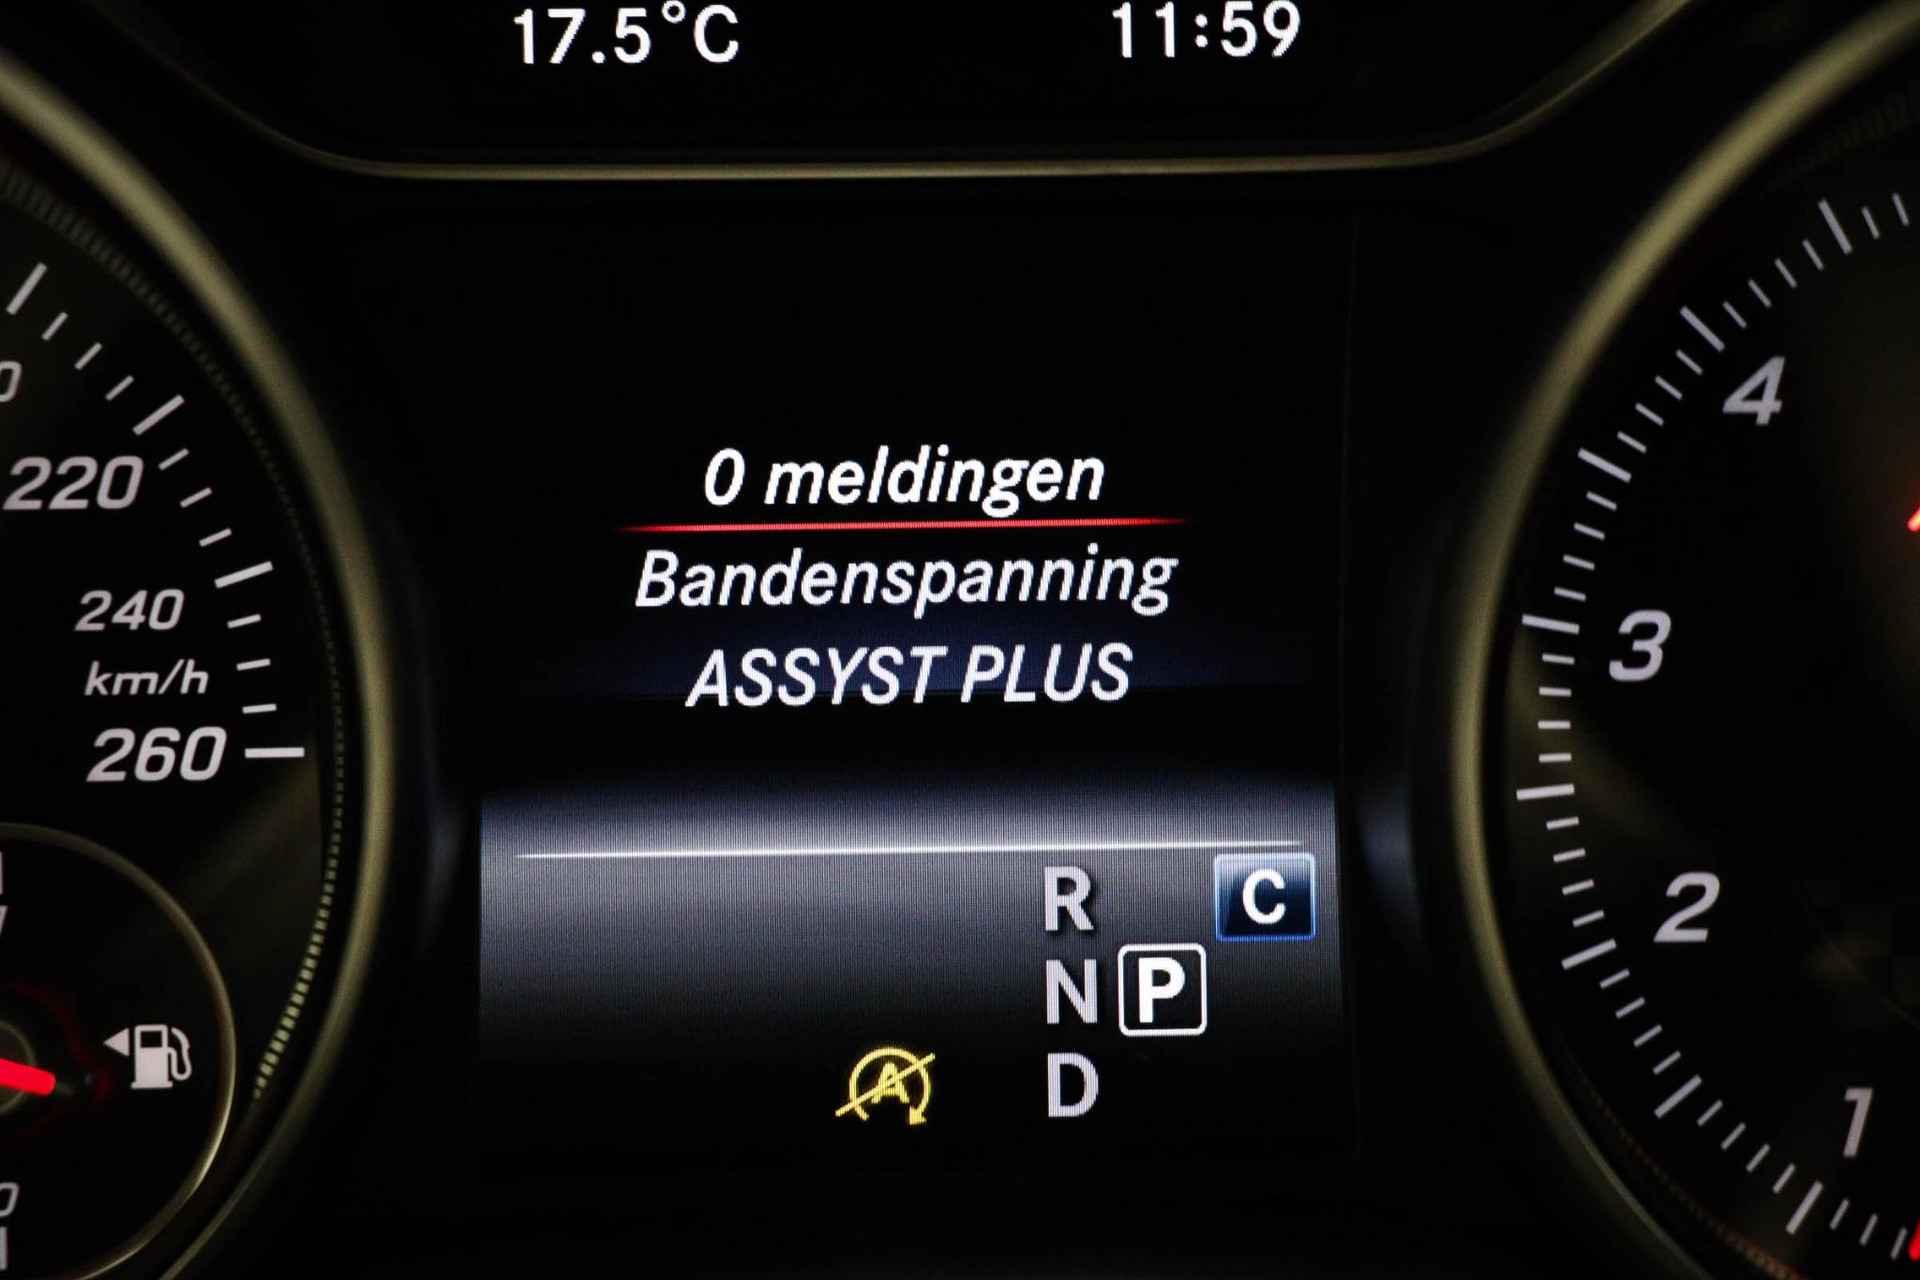 17.5°C 11:59
0 meldingen
Bandenspanning
ASSYST PLUS
220
240
km/h
260
4
3
2
1
R C
N P
A D